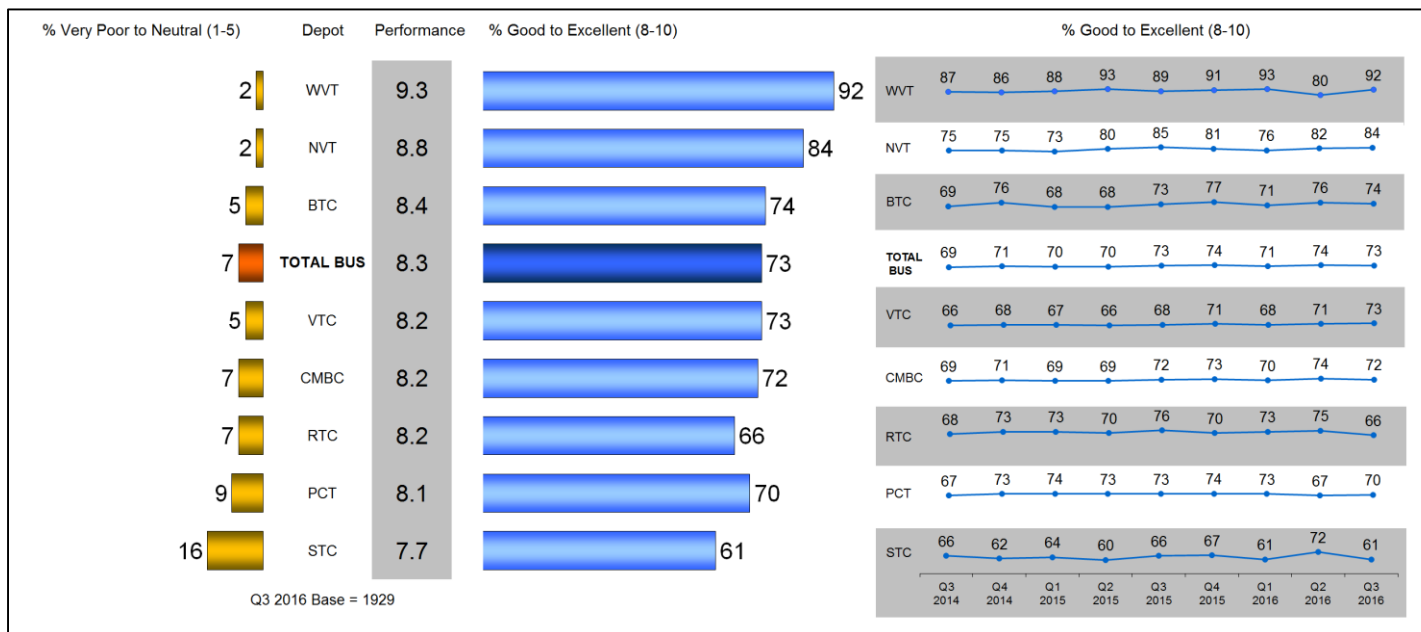 % Very Poor to Neutral (1-5) Depot Performance % Good to Excellent (8-10) % Good to Excellent (8-10)
2 WVT 9.3 92
2 NVT 8.8 84
5 BTC 8.4 74
7 TOTAL BUS 8.3 73
5 VTC 8.2 73
7 CMBC 8.2 72
7 RTC 8.2 66
9 PCT 8.1 70
16 STC 7.7 61
Q3 2016 Base = 1929
WVT 87 86 88 93 89 91 93 80 92
NVT 75 75 73 80 85 81 76 82 84
BTC 69 76 68 68 73 77 71 76 74
TOTAL BUS 69 71 70 70 73 74 71 74 73
VTC 66 68 67 66 68 71 68 71 73
CMBC 69 71 69 69 72 73 70 74 72
RTC 68 73 73 70 76 70 73 75 66
PCT 67 73 74 73 73 74 73 67 70
STC 66 62 64 60 66 67 61 72 61
Q3 Q4 Q1 Q2 Q3 Q4 Q1 Q2 Q3
2014 2014 2015 2015 2015 2015 2016 2016 2016